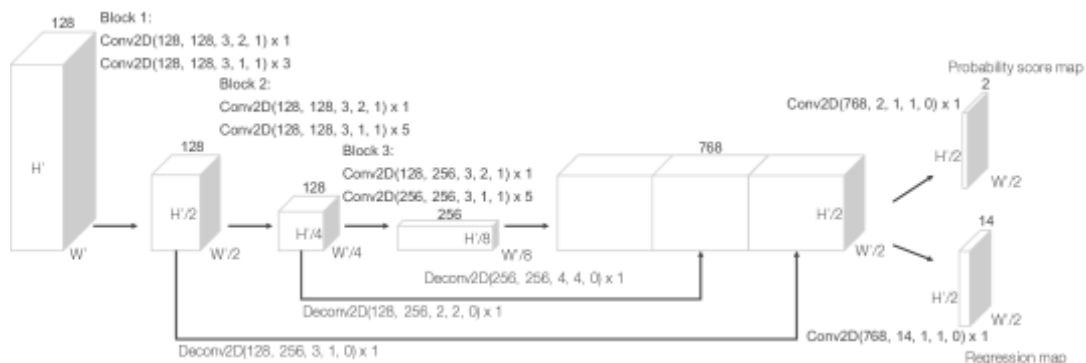 128
Block 1:
Conv2D(128, 128, 3, 2, 1) x 1
Conv2D(128, 128, 3, 1, 1) x 3
H'
W'
Block 2:
Conv2D(128, 128, 3, 2, 1) x 1
Conv2D(128, 128, 3, 1, 1) x 5
128
H'/2
W'/2
Block 3:
Conv2D(128, 256, 3, 2, 1) x 1
Conv2D(256, 256, 3, 1, 1) x 5
128
H'/4
W'/4
256
H'/8
W'/8
768
H'/2
W'/2
Deconv2D(256, 256, 4, 4, 0) x 1
Deconv2D(128, 256, 2, 2, 0) x 1
Deconv2D(128, 256, 3, 1, 0) x 1
Probability score map
2
Conv2D(768, 2, 1, 1, 0) x 1
H'/2
W'/2
14
H'/2
W'/2
Conv2D(768, 14, 1, 1, 0) x 1
Regression map